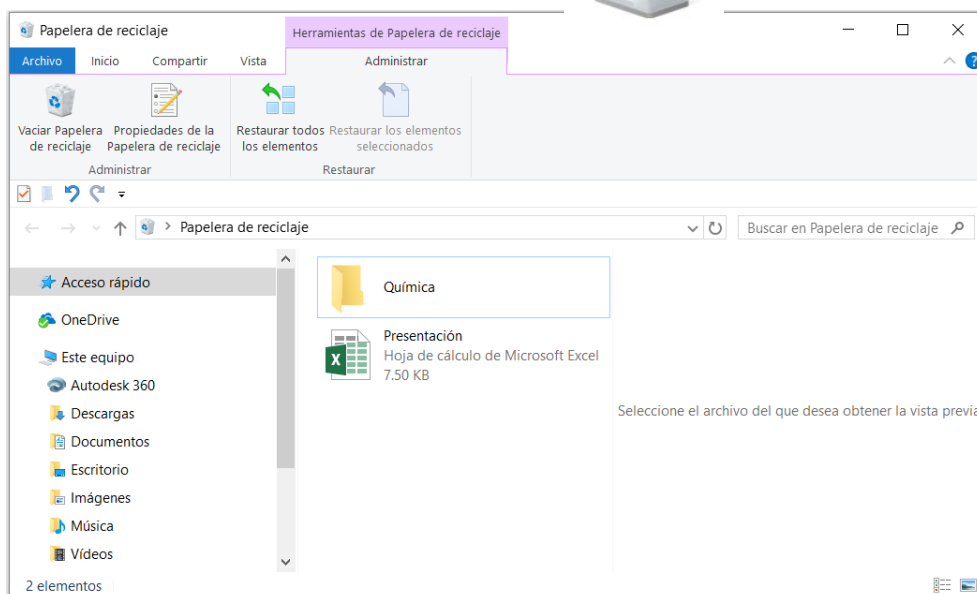 Papelera de reciclaje
Herramientas de Papelera de reciclaje
Archivo Inicio Compartir Vista Administrar
?
Vaciar Papelera Propiedades de la Restaurar todos Restaurar los elementos
de reciclaje Papelera de reciclaje los elementos seleccionados
Administrar Restaurar
Papelera de reciclaje Buscar en Papelera de reciclaje
Acceso rápido
OneDrive
Este equipo
Autodesk 360
Descargas
Documentos
Escritorio
Imágenes
Música
Vídeos
Química
Presentación
Hoja de cálculo de Microsoft Excel
7.50 KB
X
Seleccione el archivo del que desea obtener la vista previa
2 elementos